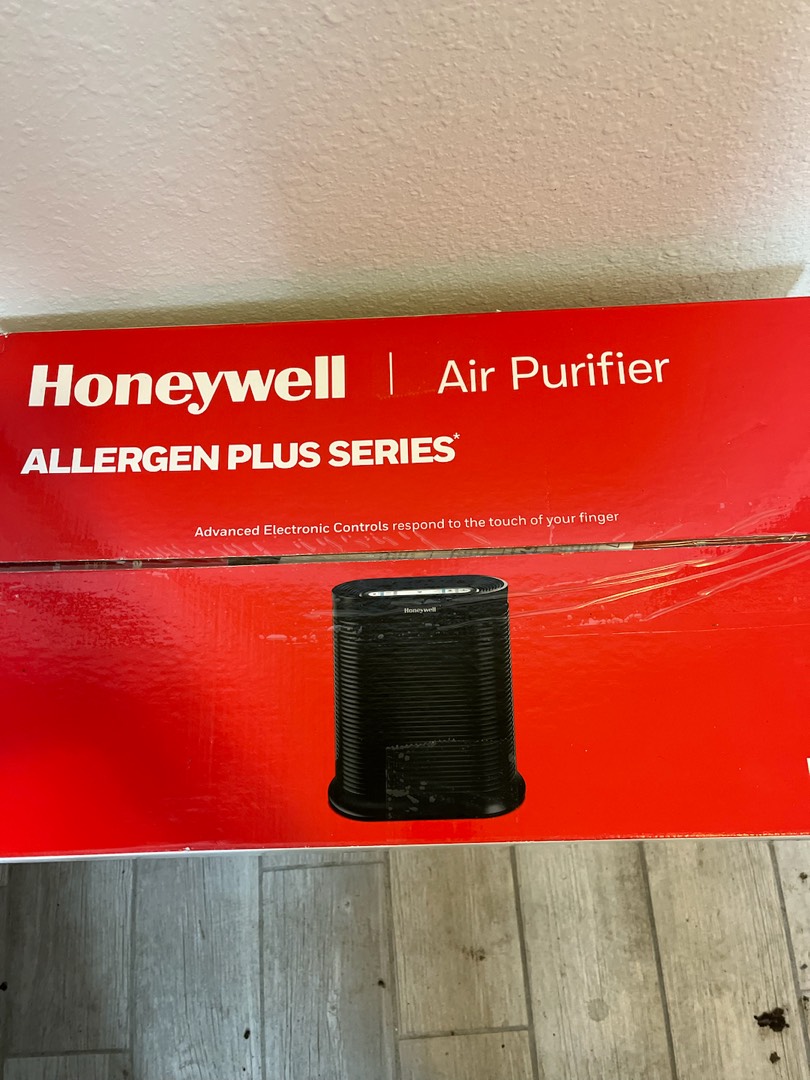 Honeywell | Air Purifier
ALLERGEN PLUS SERIES*
Advanced Electronic Controls respond to the touch of your finger
Honeywell